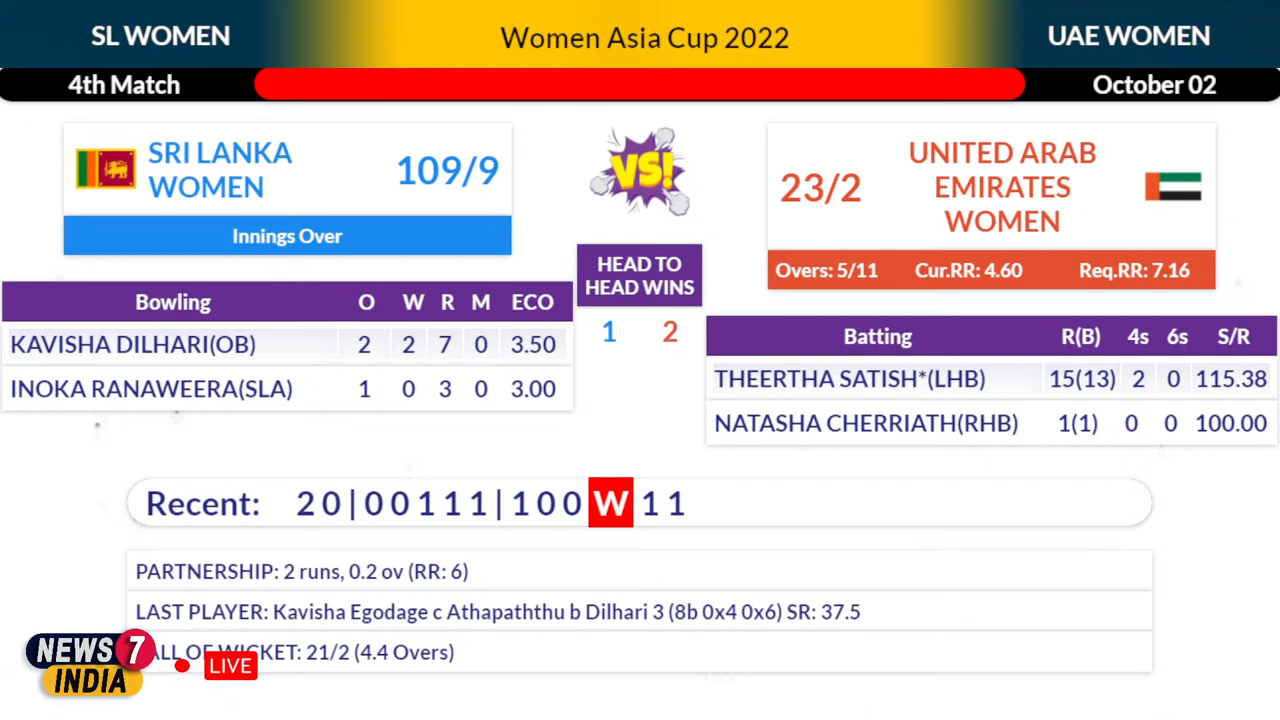 SL WOMEN
Women Asia Cup 2022
UAE WOMEN
4th Match
October 02
SRI LANKA
WOMEN
109/9
Innings Over
VS!
23/2
UNITED ARAB
EMIRATES
WOMEN
Overs: 5/11 Cur.RR: 4.60 Req.RR: 7.16
HEAD TO
HEAD WINS
1 2
Bowling O W R M ECO
KAVISHA DILHARI(OB) 2 2 7 0 3.50
INOKA RANAWEERA(SLA) 1 0 3 0 3.00
Batting R(B) 4s 6s S/R
THEERTHA SATISH*(LHB) 15(13) 2 0 115.38
NATASHA CHERRIATH(RHB) 1(1) 0 0 100.00
Recent: 2 0 | 0 0 1 1 1 | 1 0 0 W 1 1
PARTNERSHIP: 2 runs, 0.2 ov (RR: 6)
LAST PLAYER: Kavisha Egodage c Athapaththu b Dilhari 3 (8b 0x4 0x6) SR: 37.5
ALL OF WICKET: 21/2 (4.4 Overs)
NEWS 7
INDIA
LIVE